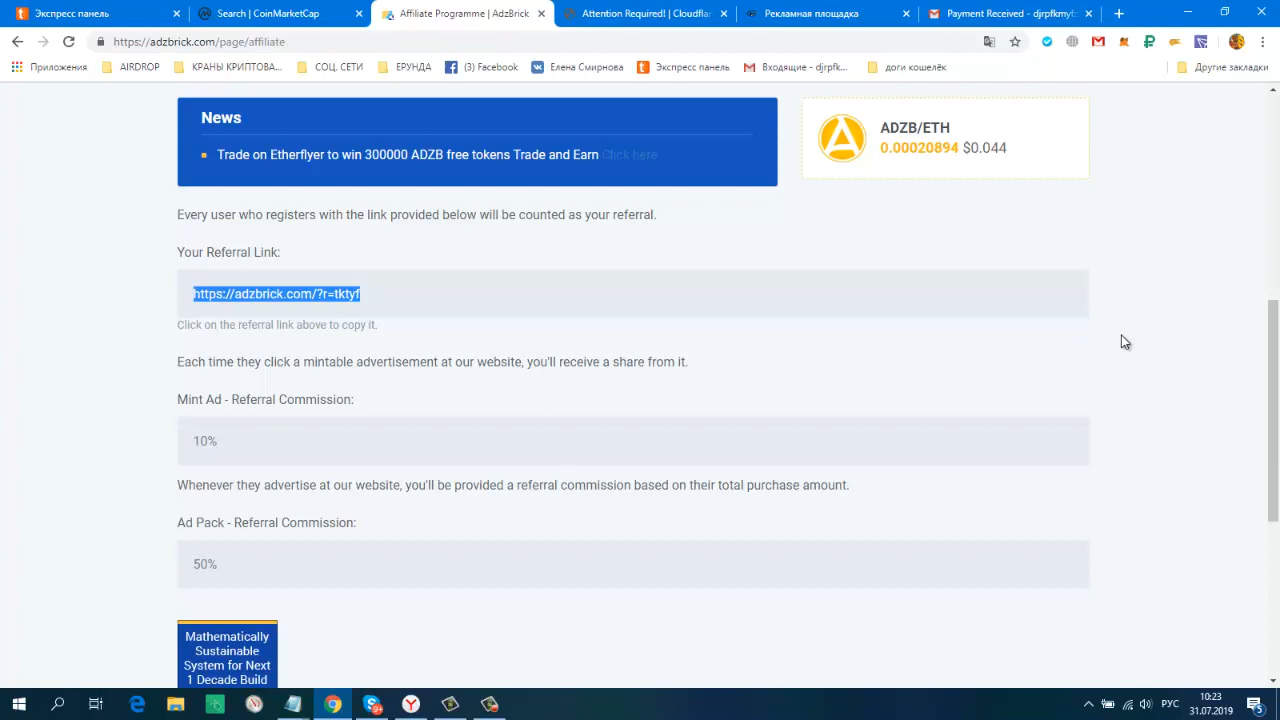 Экспресс панель
Search | CoinMarketCap
Affiliate Programme | AdzBrick
Attention Required! | Cloudfla
Рекламная площадка
Payment Received - djrpfkmyfs
https://adzbrick.com/page/affiliate
Приложения
AIRDROP
КРАНЫ КРИПТОВА...
СОЦ. СЕТИ
ЕРУНДА
(3) Facebook
Елена Смирнова
Экспресс панель
Входящие - djrpfk...
доги кошелёк
Другие закладки
News
Trade on Etherflyer to win 300000 ADZB free tokens Trade and Earn Click here
ADZB/ETH
0.00020894 $0.044
Every user who registers with the link provided below will be counted as your referral.
Your Referral Link:
https://adzbrick.com/?r=tktyf
Click on the referral link above to copy it.
Each time they click a mintable advertisement at our website, you'll receive a share from it.
Mint Ad - Referral Commission:
10%
Whenever they advertise at our website, you'll be provided a referral commission based on their total purchase amount.
Ad Pack - Referral Commission:
50%
Mathematically
Sustainable
System for Next
1 Decade Build
РУС
10:23
31.07.2019